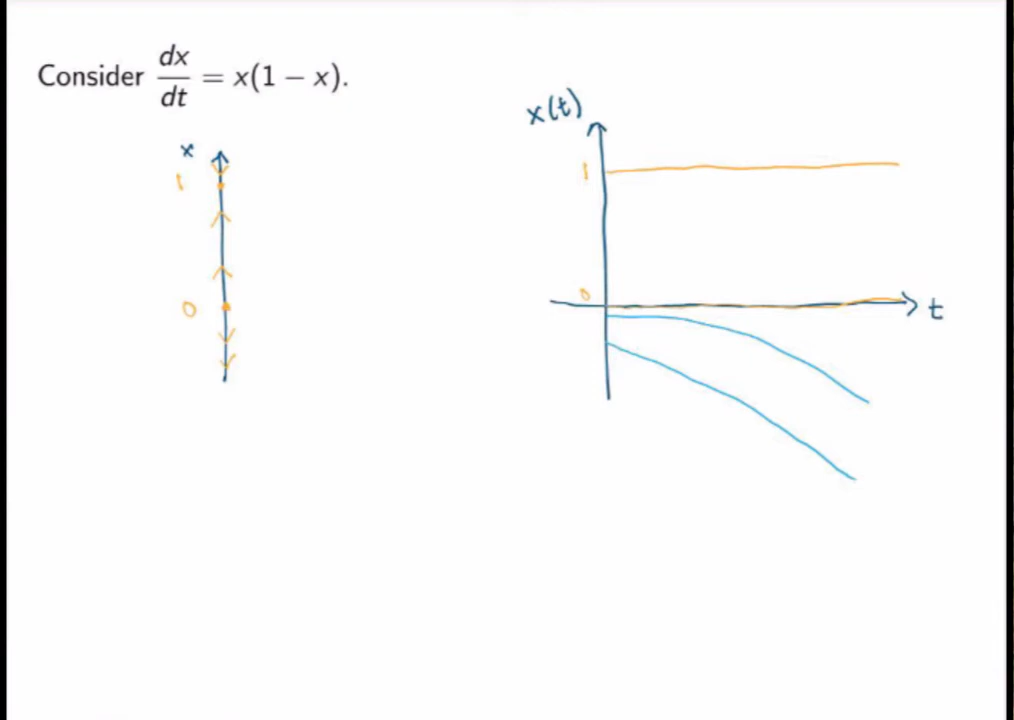 Consider dx/dt = x(1 − x).
x(t)
x
1
1
0
0
t